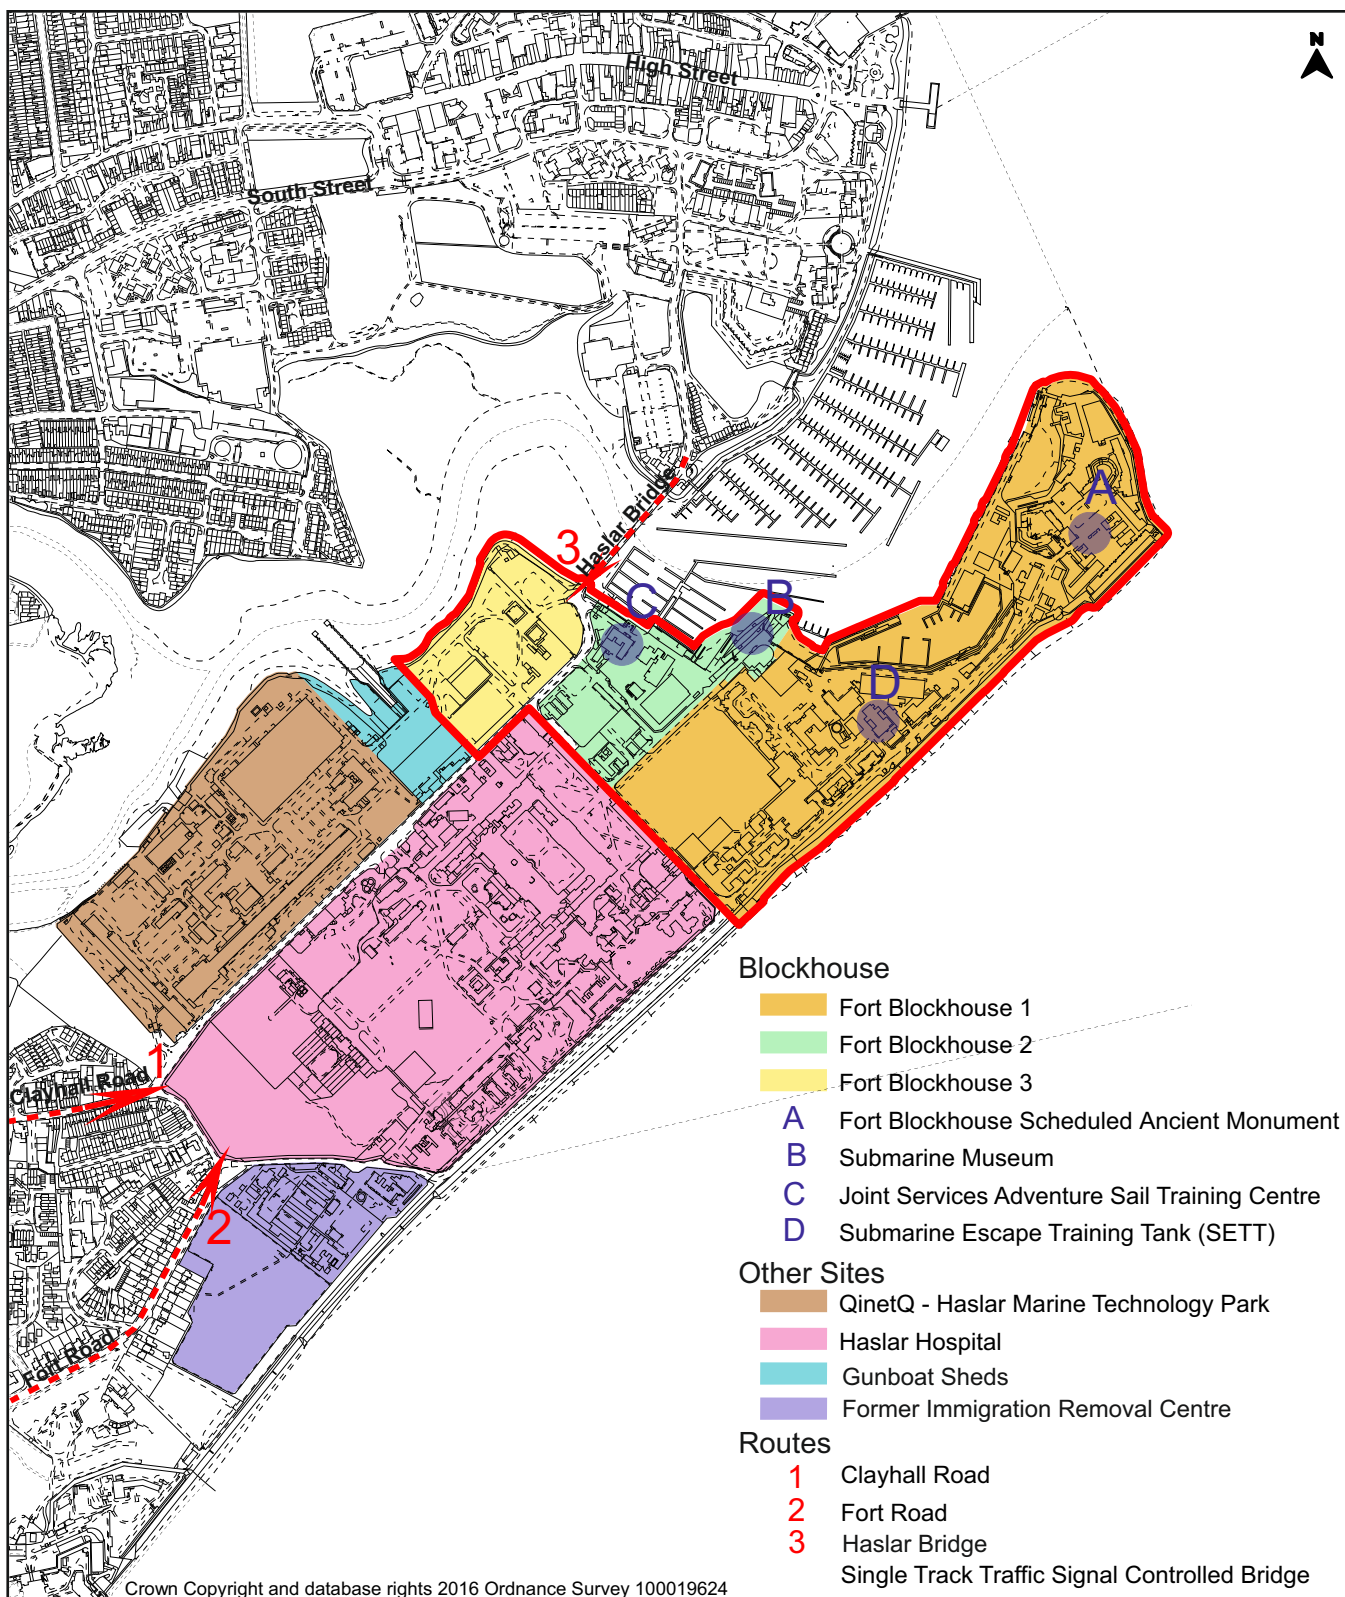 N
High Street
South Street
Haslar Bridge
3
A
B
C
D
1
Clayhall Road
2
Fort Road
Blockhouse
Fort Blockhouse 1
Fort Blockhouse 2
Fort Blockhouse 3
A Fort Blockhouse Scheduled Ancient Monument
B Submarine Museum
C Joint Services Adventure Sail Training Centre
D Submarine Escape Training Tank (SETT)
Other Sites
QinetQ - Haslar Marine Technology Park
Haslar Hospital
Gunboat Sheds
Former Immigration Removal Centre
Routes
1 Clayhall Road
2 Fort Road
3 Haslar Bridge
Single Track Traffic Signal Controlled Bridge
Crown Copyright and database rights 2016 Ordnance Survey 100019624